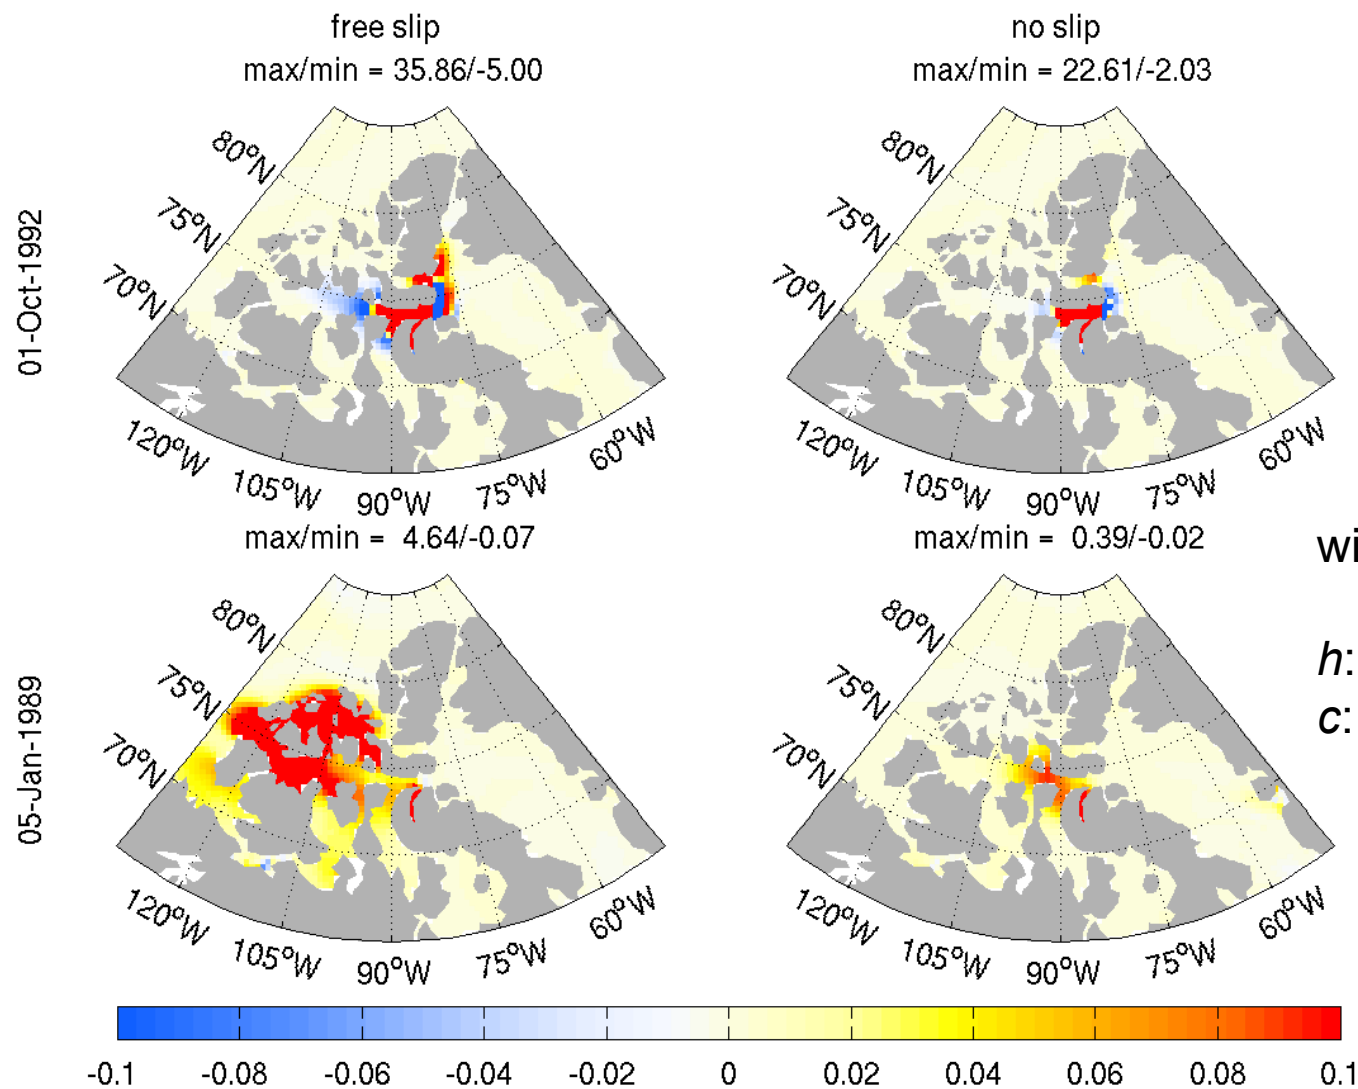 free slip
max/min = 35.86/-5.00
no slip
max/min = 22.61/-2.03
01-Oct-1992
80°N
75°N
70°N
120°W
105°W
90°W
75°W
60°W
80°N
75°N
70°N
120°W
105°W
90°W
75°W
60°W
max/min = 4.64/-0.07
max/min = 0.39/-0.02
05-Jan-1989
80°N
75°N
70°N
120°W
105°W
90°W
75°W
60°W
80°N
75°N
70°N
120°W
105°W
90°W
75°W
60°W
wi
h:
c:
-0.1 -0.08 -0.06 -0.04 -0.02 0 0.02 0.04 0.06 0.08 0.1